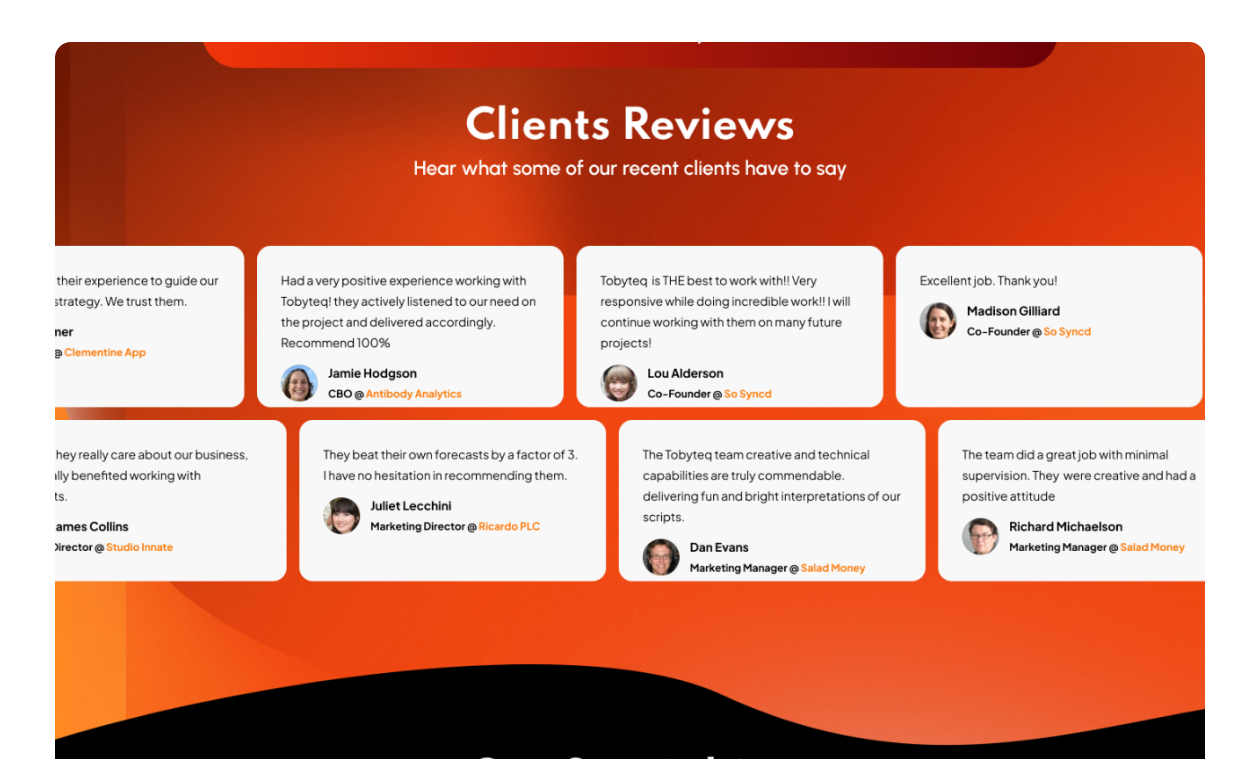 Clients Reviews
Hear what some of our recent clients have to say
their experience to guide our
strategy. We trust them.
mer
@ Clementine App
Had a very positive experience working with
Tobyteq! they actively listened to our need on
the project and delivered accordingly.
Recommend 100%
Jamie Hodgson
CBO @ Antibody Analytics
Tobyteq is THE best to work with!! Very
responsive while doing incredible work!! I will
continue working with them on many future
projects!
Lou Alderson
Co-Founder @ So Syncd
Excellent job. Thank you!
Madison Gilliard
Co-Founder @ So Syncd
hey really care about our business,
ally benefited working with
ts.
ames Collins
Director @ Studio Innate
They beat their own forecasts by a factor of 3.
I have no hesitation in recommending them.
Juliet Lecchini
Marketing Director @ Ricardo PLC
The Tobyteq team creative and technical
capabilities are truly commendable.
delivering fun and bright interpretations of our
scripts.
Dan Evans
Marketing Manager @ Salad Money
The team did a great job with minimal
supervision. They were creative and had a
positive attitude
Richard Michaelson
Marketing Manager @ Salad Money